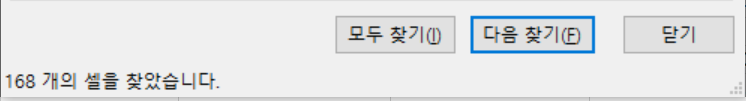 모두 찾기(I) 다음 찾기(F) 닫기
168 개의 셀을 찾았습니다.